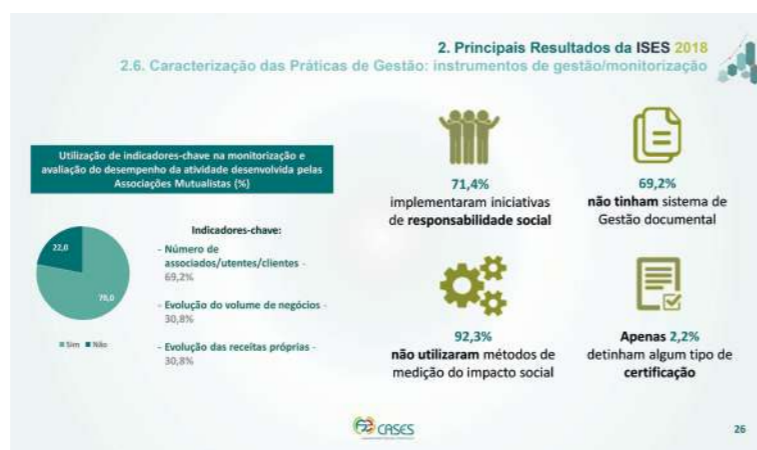 2. Principais Resultados da ISES 2018
2.6. Caracterização das Práticas de Gestão: instrumentos de gestão/monitorização
Utilização de indicadores-chave na monitorização e
avaliação do desempenho da atividade desenvolvida pelas
Associações Mutualistas (%)
22,0
78,0
Sim Não
Indicadores-chave:
- Número de
associados/utentes/clientes -
69,2%
- Evolução do volume de negócios -
30,8%
- Evolução das receitas próprias -
30,8%
71,4%
implementaram iniciativas
de responsabilidade social
69,2%
não tinham sistema de
Gestão documental
92,3%
não utilizaram métodos de
medição do impacto social
Apenas 2,2%
detinham algum tipo de
certificação
CASES
26